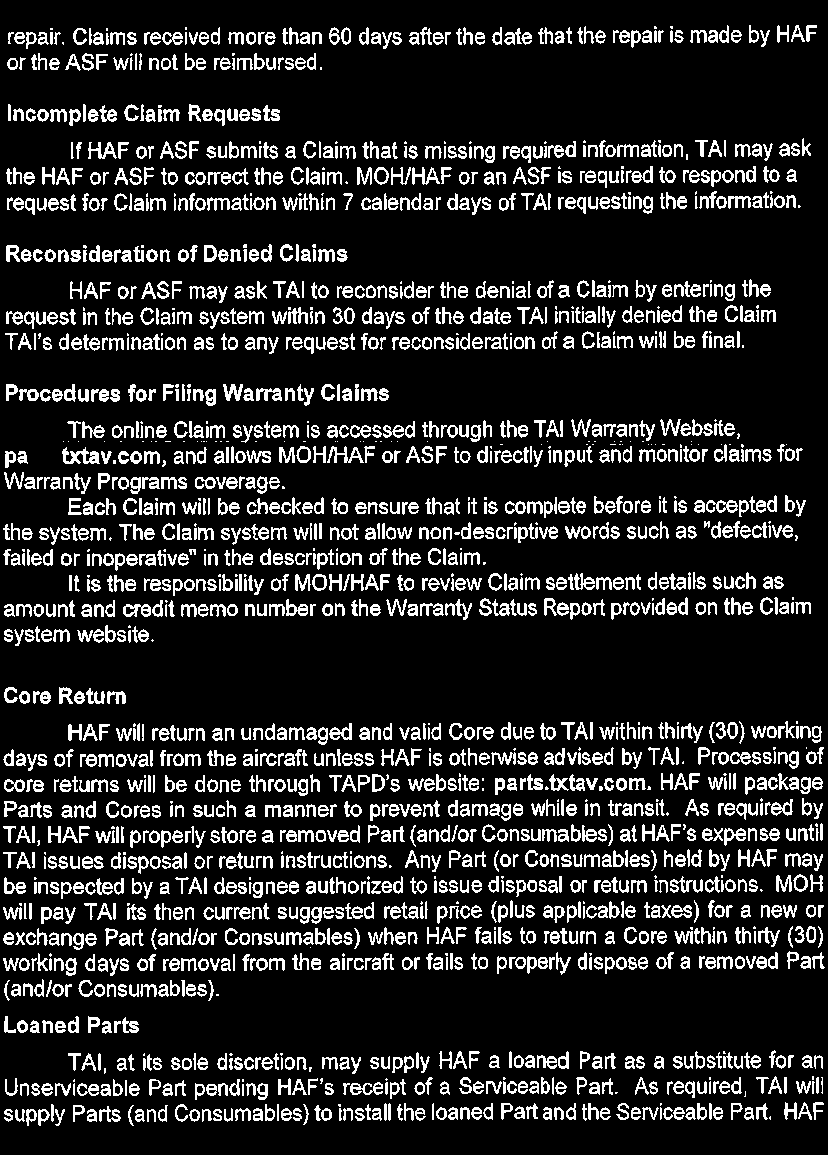 repair. Claims received more than 60 days after the date that the repair is made by HAF
or the ASF will not be reimbursed.
Incomplete Claim Requests
If HAF or ASF submits a Claim that is missing required information, TAI may ask
the HAF or ASF to correct the Claim. MOH/HAF or an ASF is required to respond to a
request for Claim information within 7 calendar days of TAI requesting the information.
Reconsideration of Denied Claims
HAF or ASF may ask TAI to reconsider the denial of a Claim by entering the
request in the Claim system within 30 days of the date TAI initially denied the Claim
TAI's determination as to any request for reconsideration of a Claim will be final.
Procedures for Filing Warranty Claims
The online Claim system is accessed through the TAI Warranty Website,
pa txtav.com, and allows MOH/HAF or ASF to directly input and monitor claims for
Warranty Programs coverage.
Each Claim will be checked to ensure that it is complete before it is accepted by
the system. The Claim system will not allow non-descriptive words such as "defective,
failed or inoperative" in the description of the Claim.
It is the responsibility of MOH/HAF to review Claim settlement details such as
amount and credit memo number on the Warranty Status Report provided on the Claim
system website.
Core Return
HAF will return an undamaged and valid Core due to TAI within thirty (30) working
days of removal from the aircraft unless HAF is otherwise advised by TAI. Processing of
core returns will be done through TAPD's website: parts.txtav.com. HAF will package
Parts and Cores in such a manner to prevent damage while in transit. As required by
TAI, HAF will properly store a removed Part (and/or Consumables) at HAF's expense until
TAI issues disposal or return instructions. Any Part (or Consumables) held by HAF may
be inspected by a TAI designee authorized to issue disposal or return instructions. MOH
will pay TAI its then current suggested retail price (plus applicable taxes) for a new or
exchange Part (and/or Consumables) when HAF fails to return a Core within thirty (30)
working days of removal from the aircraft or fails to properly dispose of a removed Part
(and/or Consumables).
Loaned Parts
TAI, at its sole discretion, may supply HAF a loaned Part as a substitute for an
Unserviceable Part pending HAF's receipt of a Serviceable Part. As required, TAI will
supply Parts (and Consumables) to install the loaned Part and the Serviceable Part. HAF